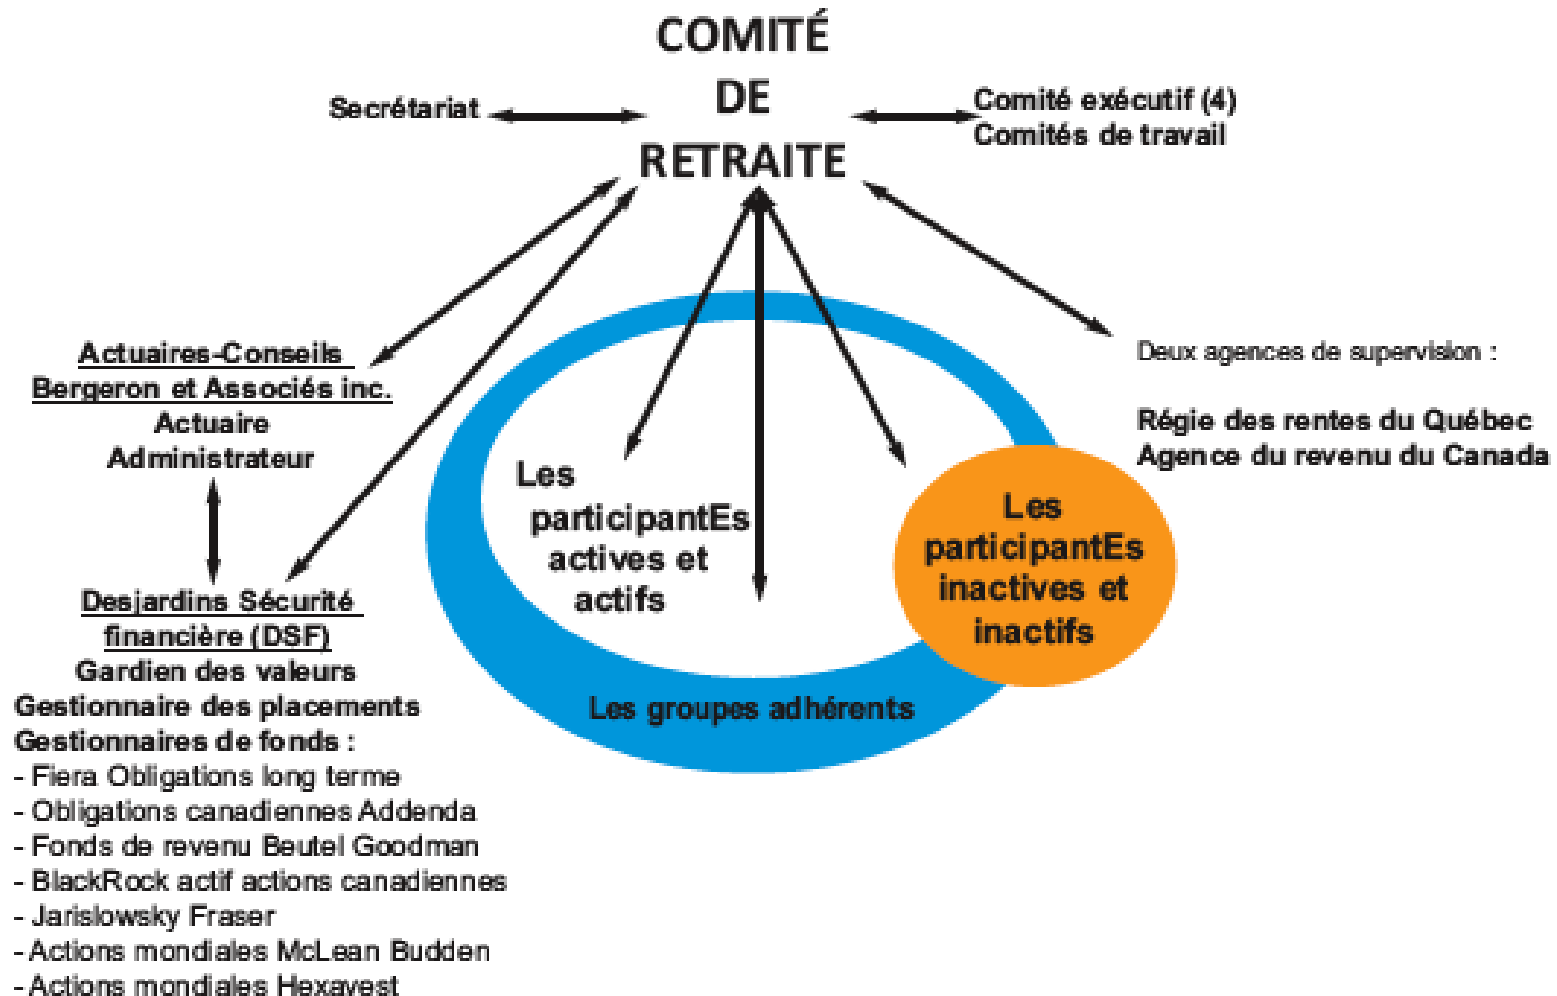 COMITÉ
DE
RETRAITE
Secrétariat
Comité exécutif (4)
Comités de travail
Actuaires-Conseils
Bergeron et Associés inc.
Actuaire
Administrateur
Desjardins Sécurité
financière (DSF)
Gardien des valeurs
Gestionnaire des placements
Gestionnaires de fonds :
- Fiera Obligations long terme
- Obligations canadiennes Addenda
- Fonds de revenu Beutel Goodman
- BlackRock actif actions canadiennes
- Jarislowsky Fraser
- Actions mondiales McLean Budden
- Actions mondiales Hexavest
Les
participantEs
actives et
actifs
Les groupes adhérents
Les
participantEs
inactives et
inactifs
Deux agences de supervision :
Régie des rentes du Québec
Agence du revenu du Canada